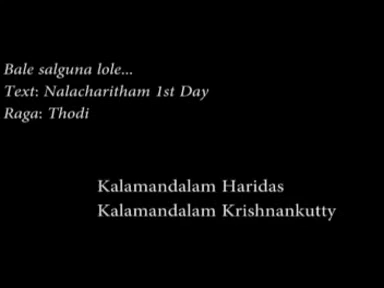 Bale salguna lole...
Text: Nalacharitham 1st Day
Raga: Thodi
Kalamandalam Haridas
Kalamandalam Krishnankutty